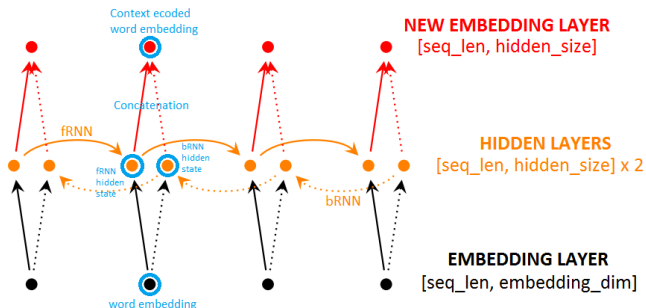 Context ecoded
word embedding
NEW EMBEDDING LAYER
[seq_len, hidden_size]
Concatenation
fRNN
bRNN
hidden
state
HIDDEN LAYERS
[seq_len, hidden_size] x 2
fRNN
hidden
state
bRNN
EMBEDDING LAYER
[seq_len, embedding_dim]
word embedding